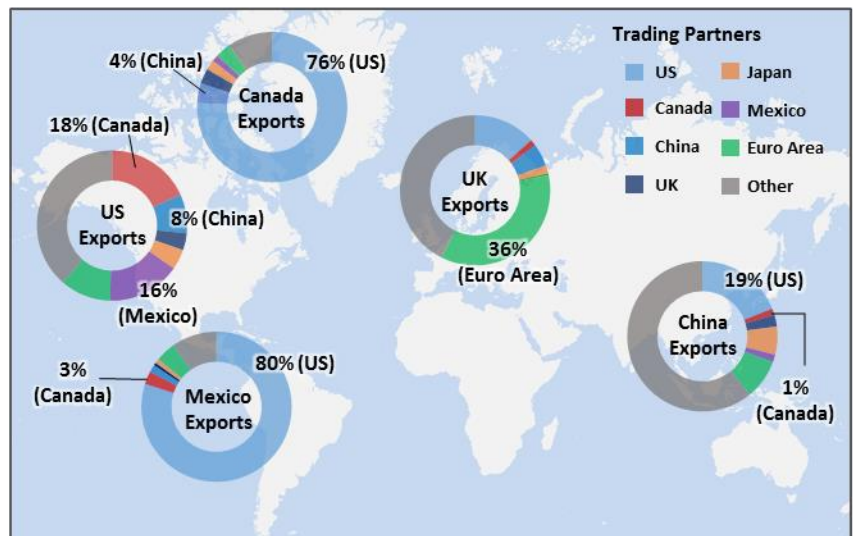 4% (China)
76% (US)
Canada
Exports
18% (Canada)
US
Exports
8% (China)
16%
(Mexico)
3%
(Canada)
80% (US)
Mexico
Exports
UK
Exports
36%
(Euro Area)
Trading Partners
US
Japan
Canada
Mexico
China
Euro Area
UK
Other
19% (US)
China
Exports
1%
(Canada)